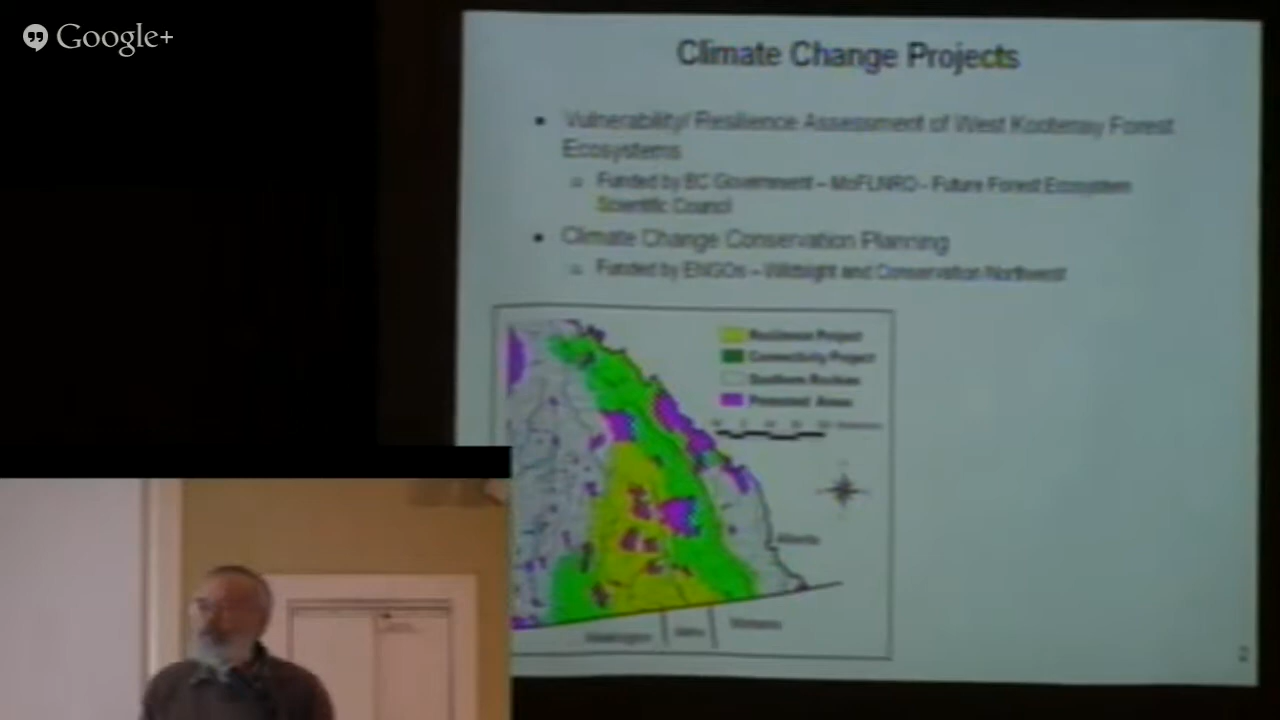 Google+
Climate Change Projects
• Vulnerability/ Resilience Assessment of West Kootenay Forest
Ecosystems
Funded by BC Government – MoFLNRO - Future Forest Ecosystem
Scientific Council
• Climate Change Conservation Planning
Funded by ENGOs – Wildsight and Conservation Northwest
Resilience Project
Connectivity Project
Protected Areas
Alberta
Washington
Idaho
Montana
2